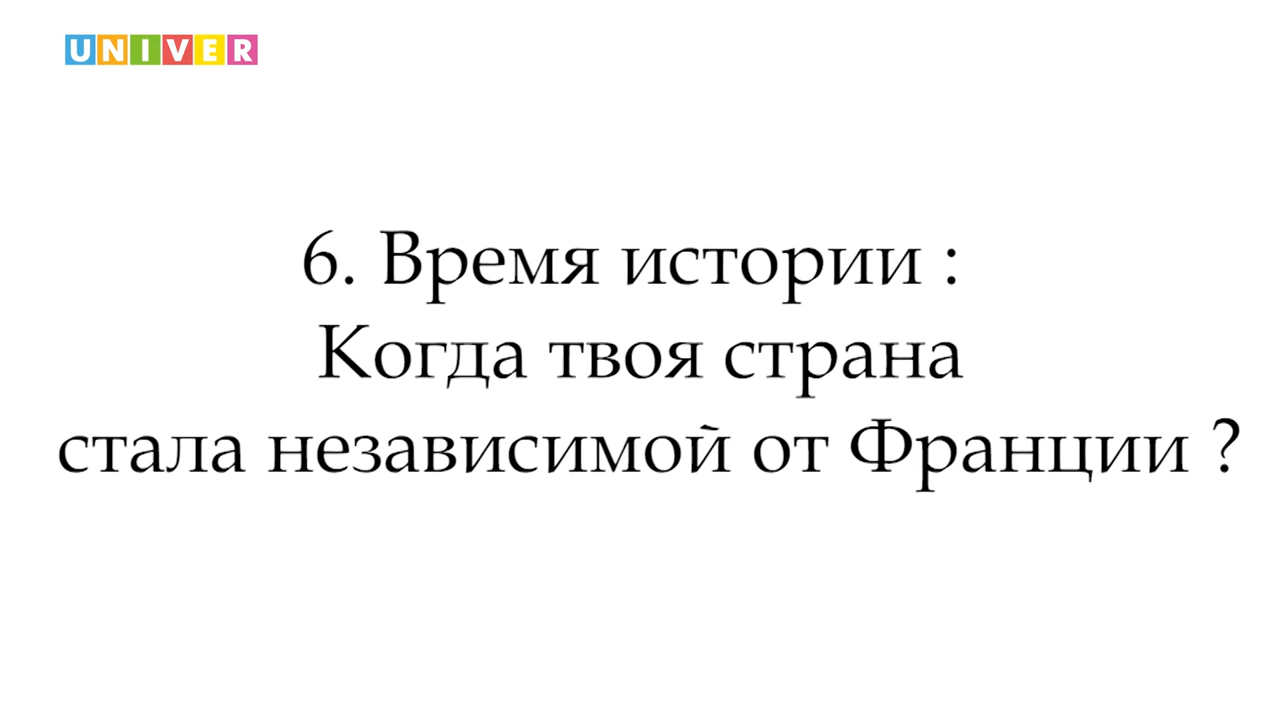 UNIVER
6. Время истории :
Когда твоя страна
стала независимой от Франции ?